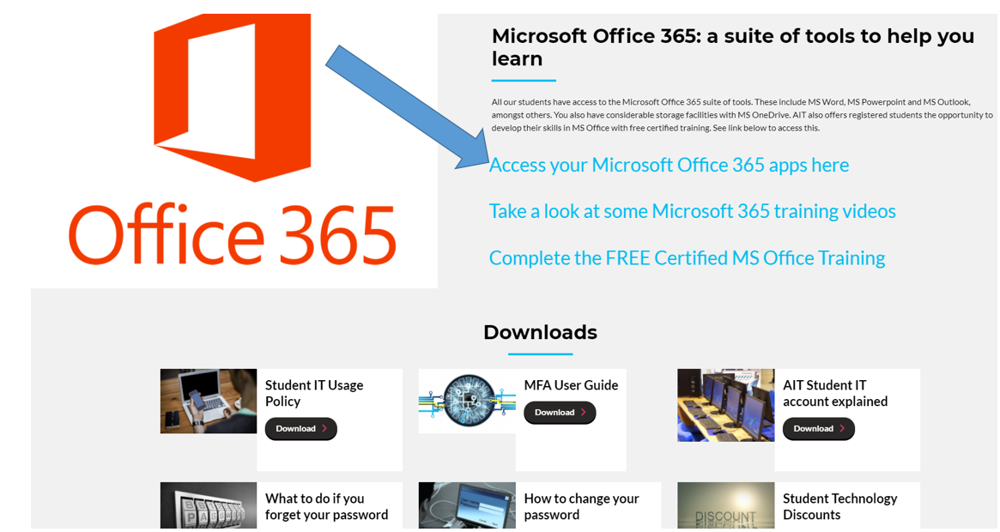 Office 365
Microsoft Office 365: a suite of tools to help you
learn
All our students have access to the Microsoft Office 365 suite of tools. These include MS Word, MS Powerpoint and MS Outlook,
amongst others. You also have considerable storage facilities with MS OneDrive. AIT also offers registered students the opportunity to
develop their skills in MS Office with free certified training. See link below to access this.
Access your Microsoft Office 365 apps here
Take a look at some Microsoft 365 training videos
Complete the FREE Certified MS Office Training
Downloads
Student IT Usage
Policy
Download
MFA User Guide
Download
AIT Student IT
account explained
Download
PASSWORD
What to do if you
forget your password
How to change your
password
DISCOUNT
Student Technology
Discounts